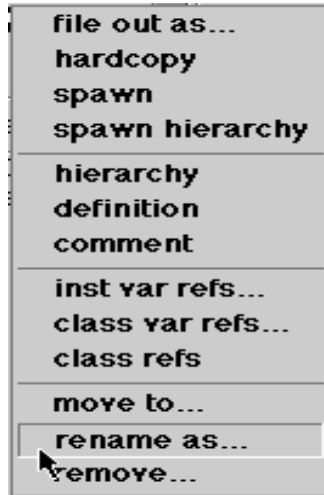 file out as...
hardcopy
spawn
spawn hierarchy
hierarchy
definition
comment
inst var refs...
class var refs...
class refs
move to...
rename as...
remove...